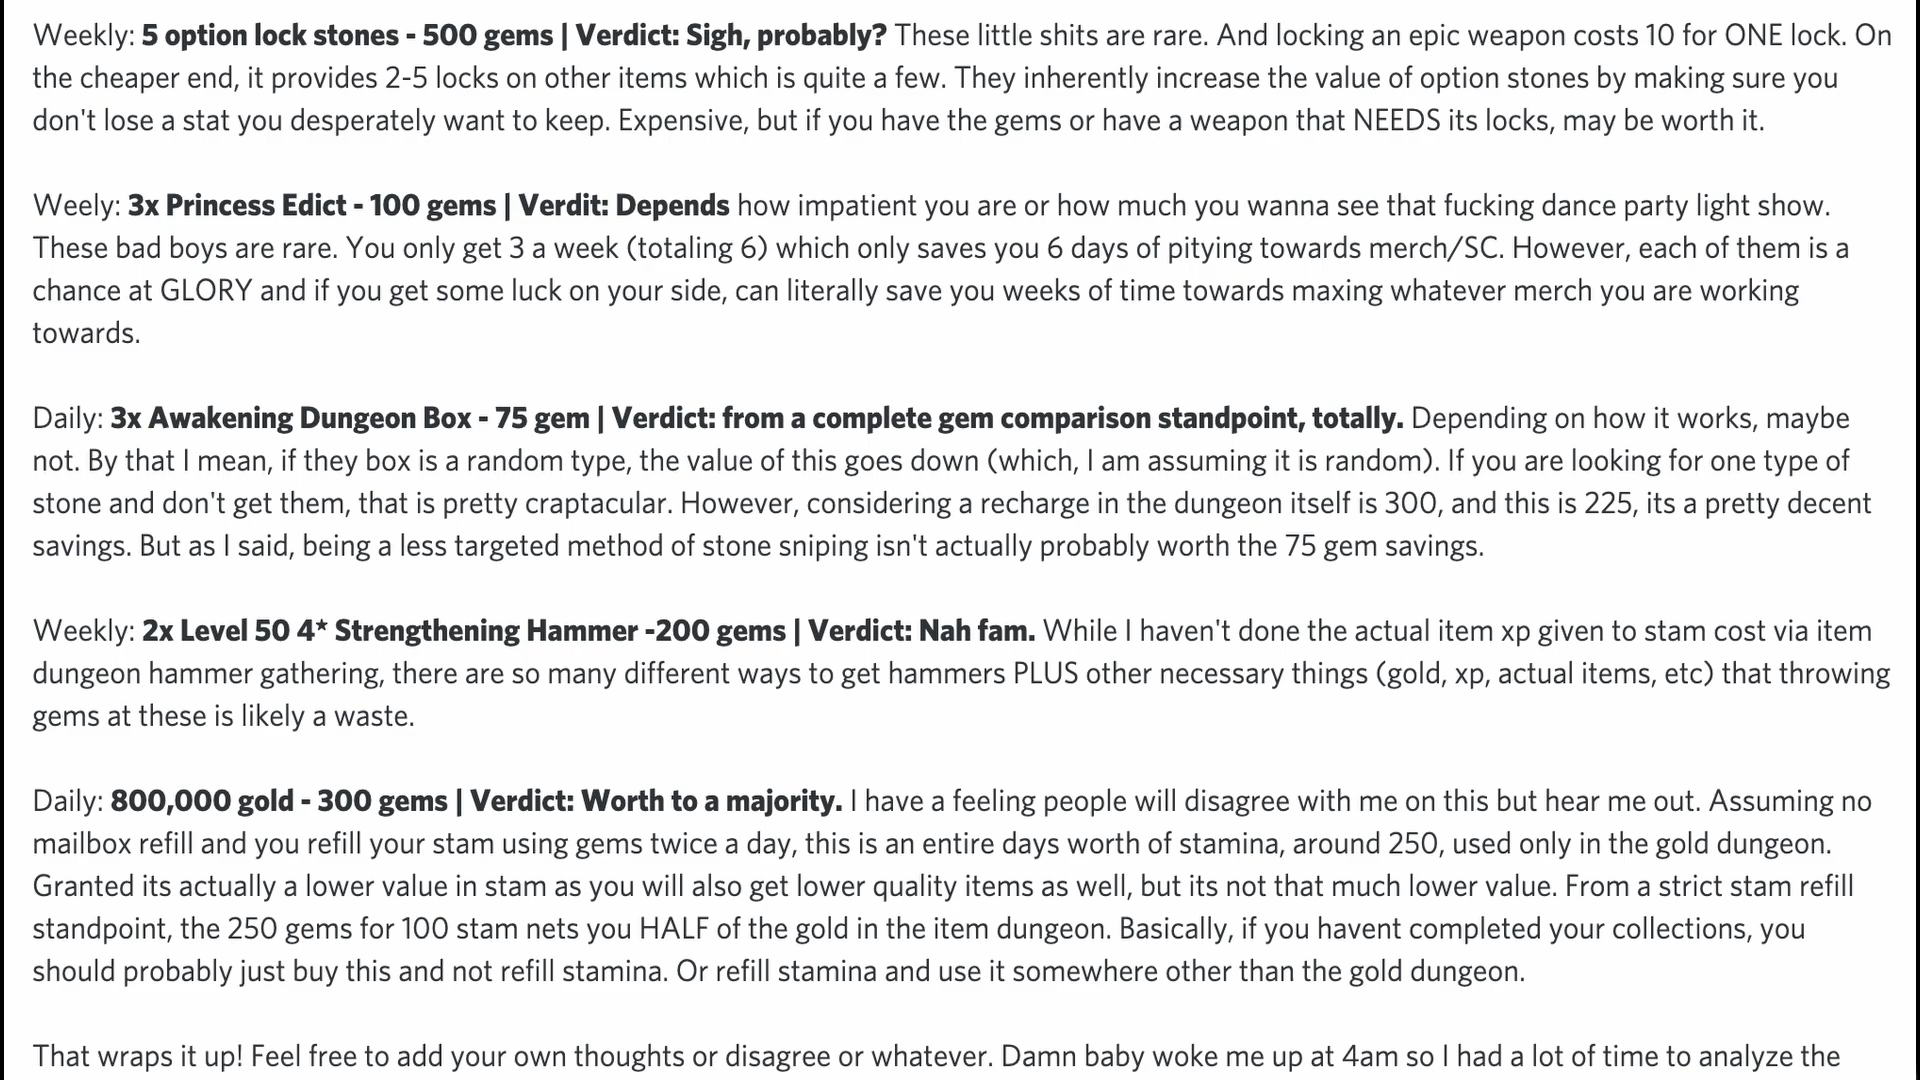 Weekly: 5 option lock stones - 500 gems | Verdict: Sigh, probably? These little shits are rare. And locking an epic weapon costs 10 for ONE lock. On
the cheaper end, it provides 2-5 locks on other items which is quite a few. They inherently increase the value of option stones by making sure you
don't lose a stat you desperately want to keep. Expensive, but if you have the gems or have a weapon that NEEDS its locks, may be worth it.
Weely: 3x Princess Edict - 100 gems | Verdit: Depends how impatient you are or how much you wanna see that fucking dance party light show.
These bad boys are rare. You only get 3 a week (totaling 6) which only saves you 6 days of pitying towards merch/SC. However, each of them is a
chance at GLORY and if you get some luck on your side, can literally save you weeks of time towards maxing whatever merch you are working
towards.
Daily: 3x Awakening Dungeon Box - 75 gem | Verdict: from a complete gem comparison standpoint, totally. Depending on how it works, maybe
not. By that I mean, if they box is a random type, the value of this goes down (which, I am assuming it is random). If you are looking for one type of
stone and don't get them, that is pretty craptacular. However, considering a recharge in the dungeon itself is 300, and this is 225, its a pretty decent
savings. But as I said, being a less targeted method of stone sniping isn't actually probably worth the 75 gem savings.
Weekly: 2x Level 50 4* Strengthening Hammer -200 gems | Verdict: Nah fam. While I haven't done the actual item xp given to stam cost via item
dungeon hammer gathering, there are so many different ways to get hammers PLUS other necessary things (gold, xp, actual items, etc) that throwing
gems at these is likely a waste.
Daily: 800,000 gold - 300 gems | Verdict: Worth to a majority. I have a feeling people will disagree with me on this but hear me out. Assuming no
mailbox refill and you refill your stam using gems twice a day, this is an entire days worth of stamina, around 250, used only in the gold dungeon.
Granted its actually a lower value in stam as you will also get lower quality items as well, but its not that much lower value. From a strict stam refill
standpoint, the 250 gems for 100 stam nets you HALF of the gold in the item dungeon. Basically, if you havent completed your collections, you
should probably just buy this and not refill stamina. Or refill stamina and use it somewhere other than the gold dungeon.
That wraps it up! Feel free to add your own thoughts or disagree or whatever. Damn baby woke me up at 4am so I had a lot of time to analyze the